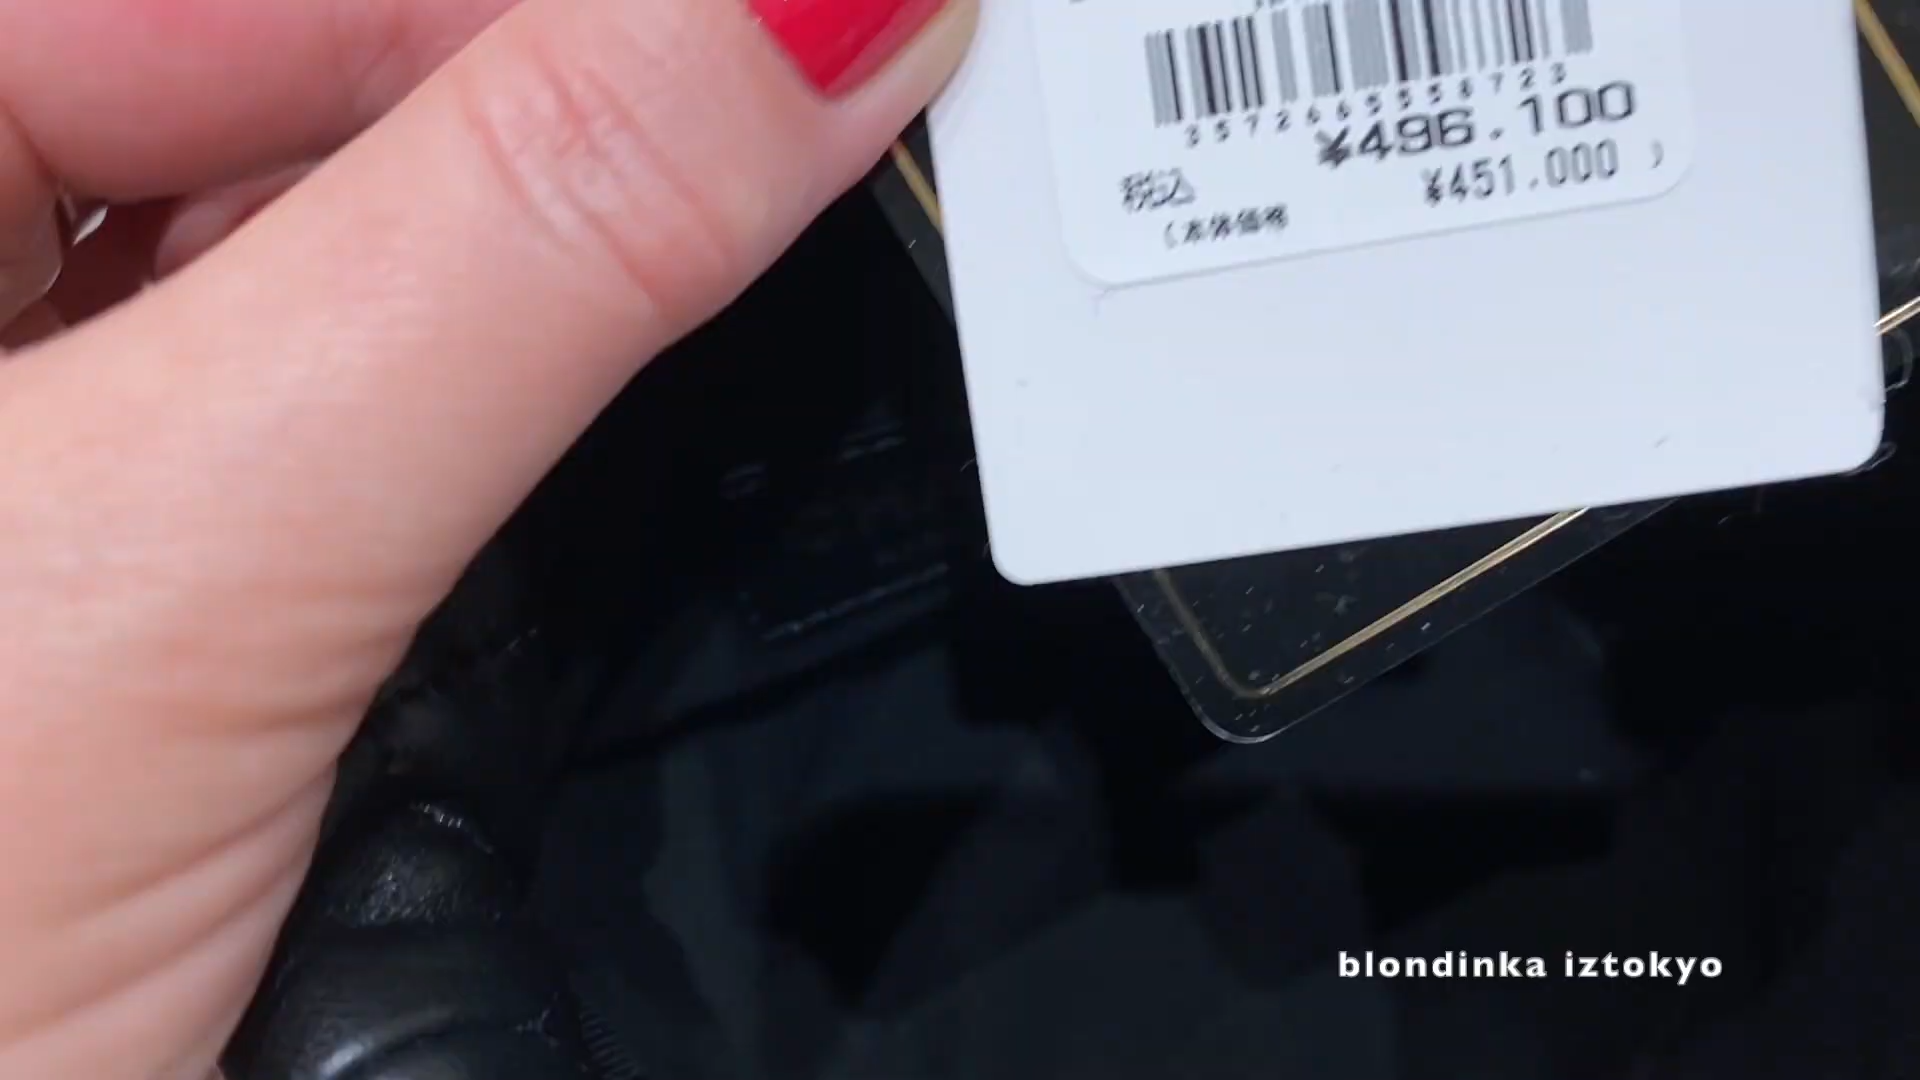 3572665558723
¥496.100
税込
¥451.000 )
(本体価格
blondinka iztokyo